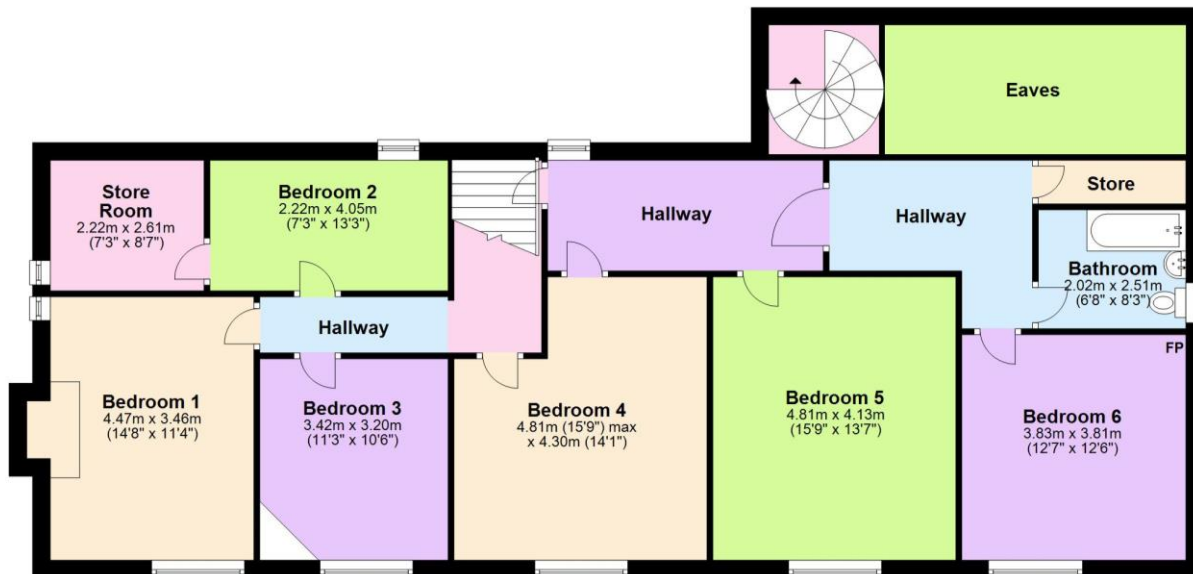 Eaves
Store
Room
2.22m x 2.61m
(7'3" x 8'7")
Bedroom 2
2.22m x 4.05m
(7'3" x 13'3")
Hallway
Hallway
Store
Bathroom
2.02m x 2.51m
(6'8" x 8'3")
Hallway
FP
Bedroom 1
4.47m x 3.46m
(14'8" x 11'4")
Bedroom 3
3.42m x 3.20m
(11'3" x 10'6")
Bedroom 4
4.81m (15'9") max
x 4.30m (14'1")
Bedroom 5
4.81m x 4.13m
(15'9" x 13'7")
Bedroom 6
3.83m x 3.81m
(12'7" x 12'6")